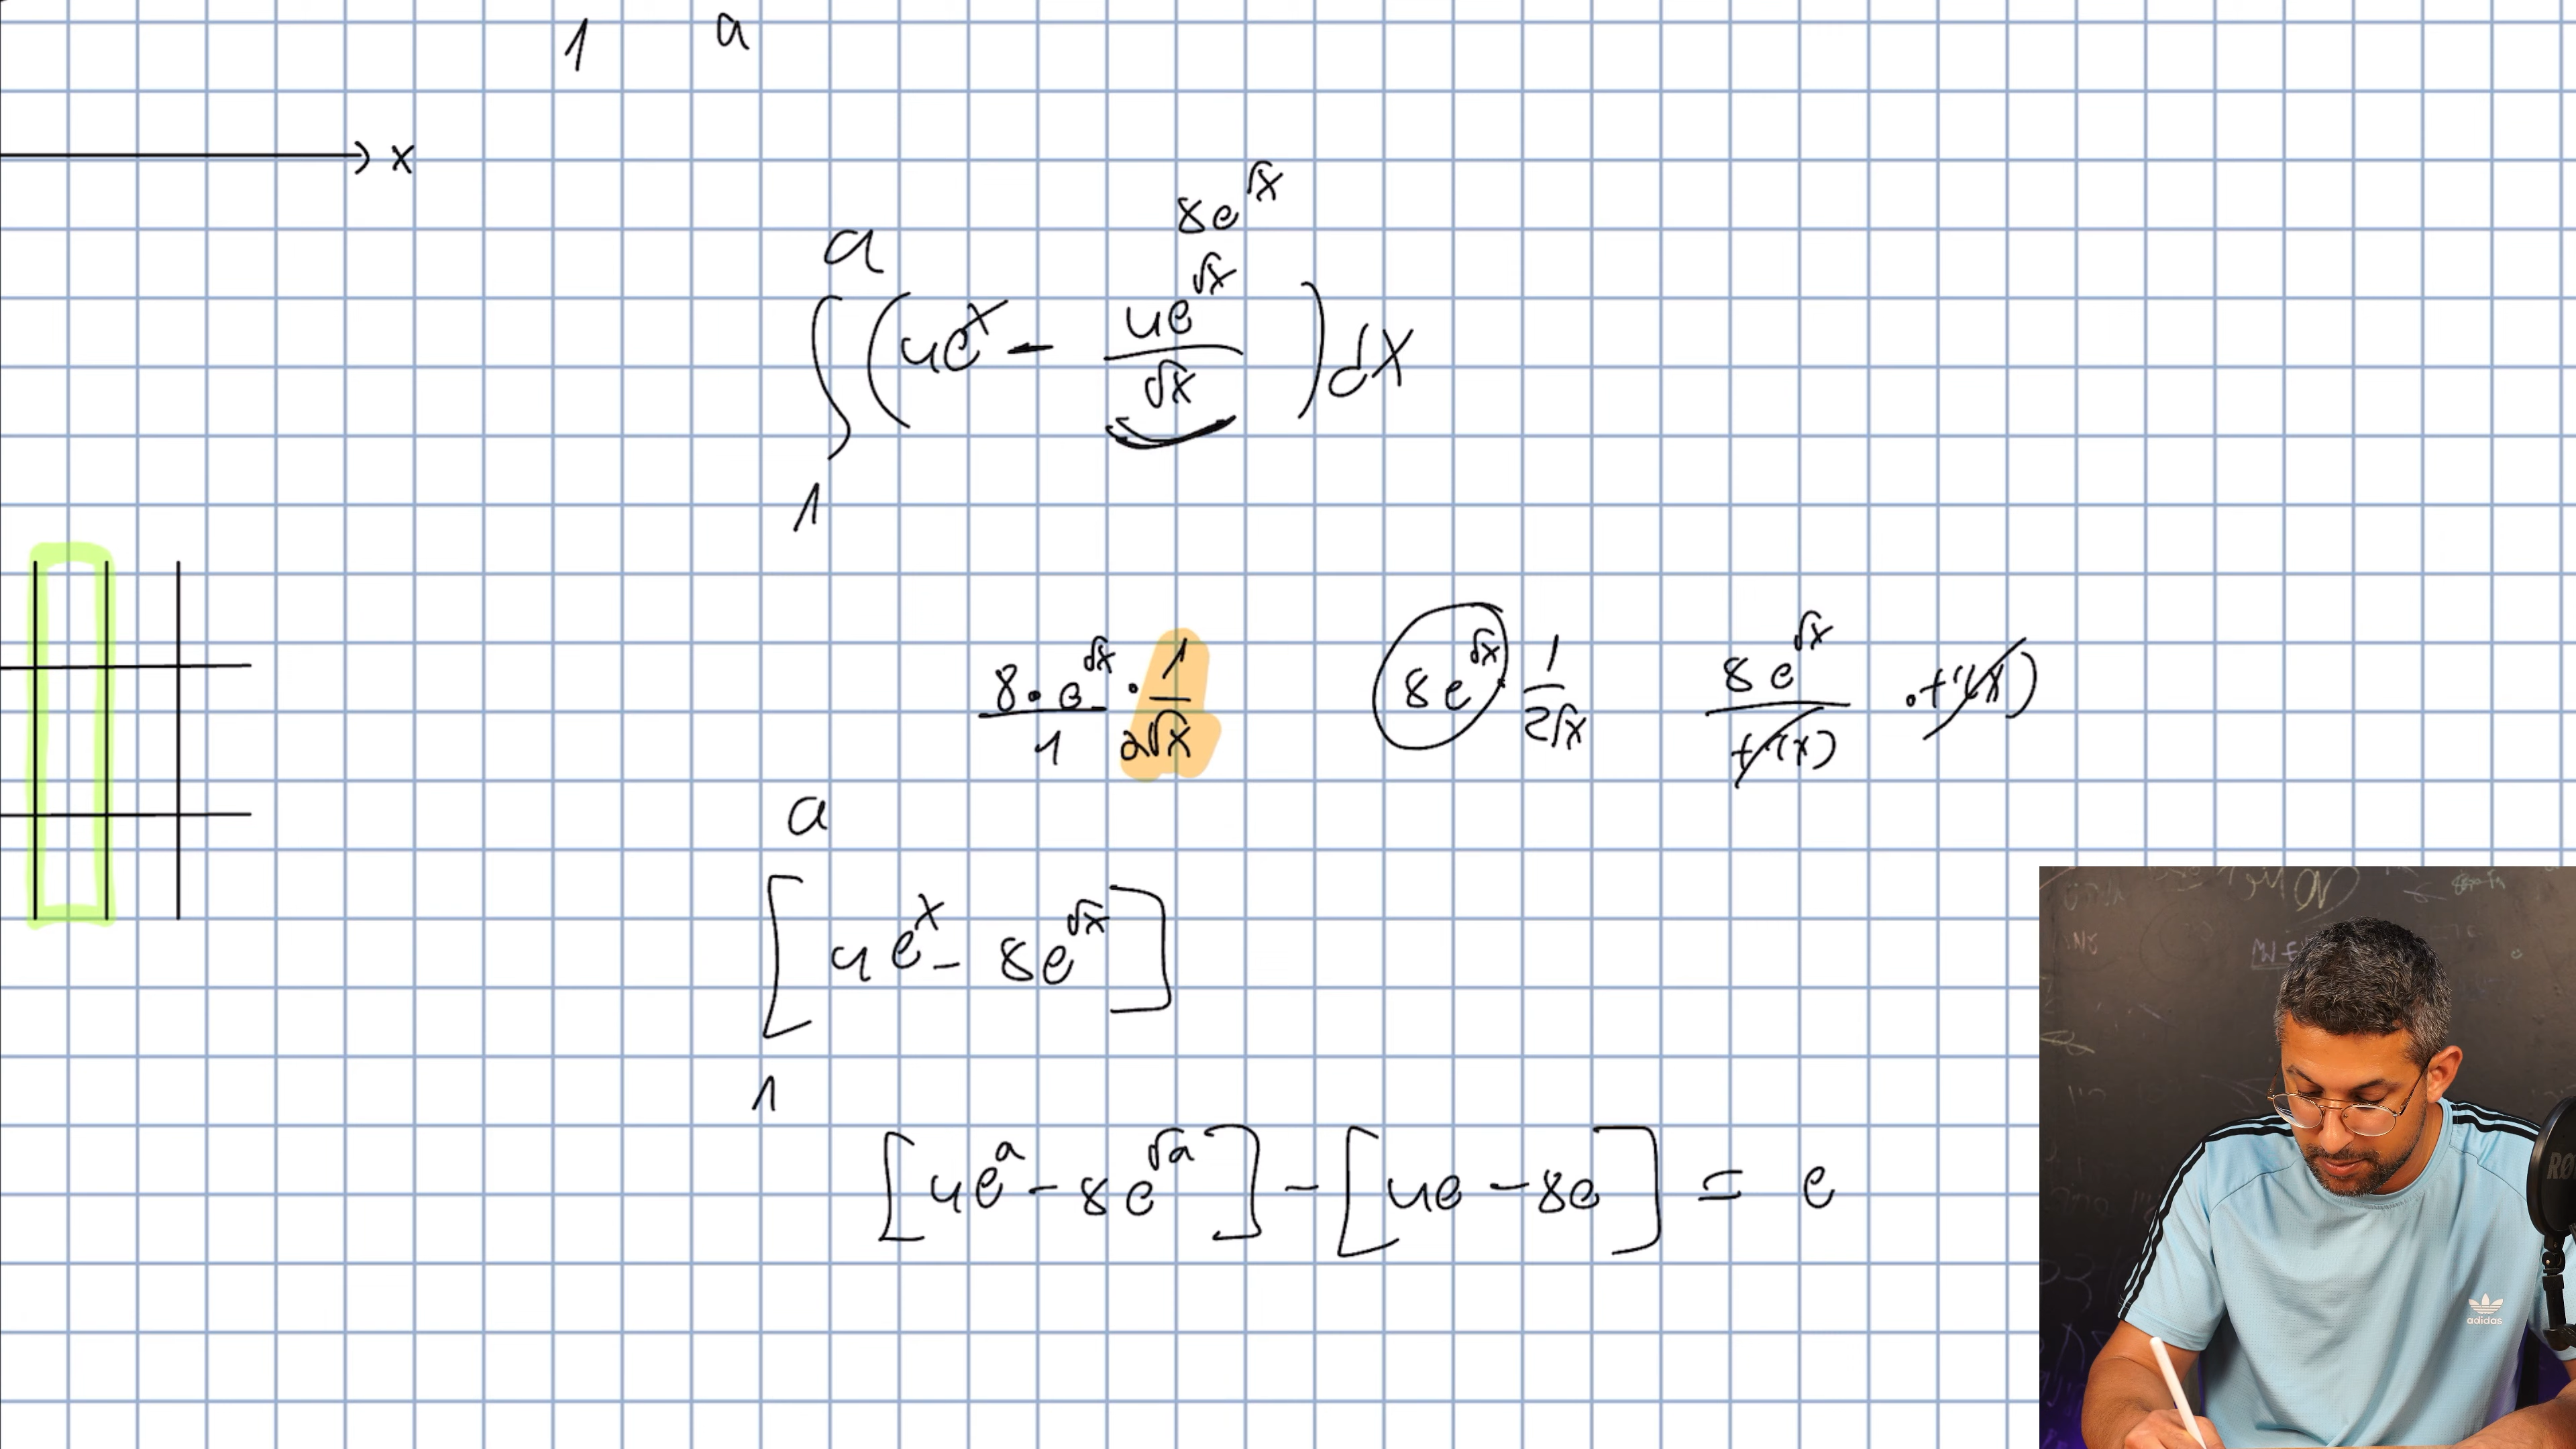 1 a
x
8e^√x
a
∫ (4e^x - 4e^√x / √x) dx
1
8·e^√x / 1 · 1 / 2√x    8e^√x · 1 / 2√x    8e^√x / f'(x) · f'(x)
a
[4e^x - 8e^√x]
1
[4e^a - 8e^√a] - [4e - 8e] = e
adidas